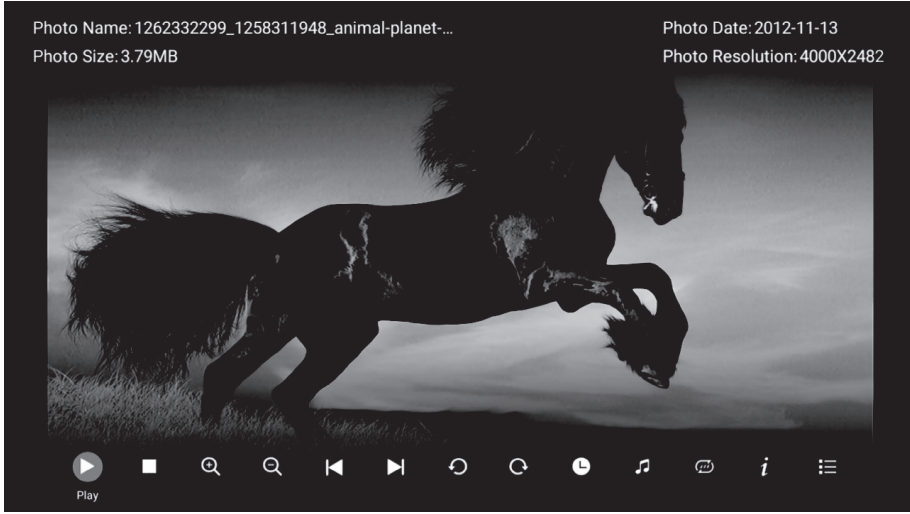 Photo Name: 1262332299_1258311948_animal-planet-...
Photo Size: 3.79MB
Photo Date: 2012-11-13
Photo Resolution: 4000X2482
Play